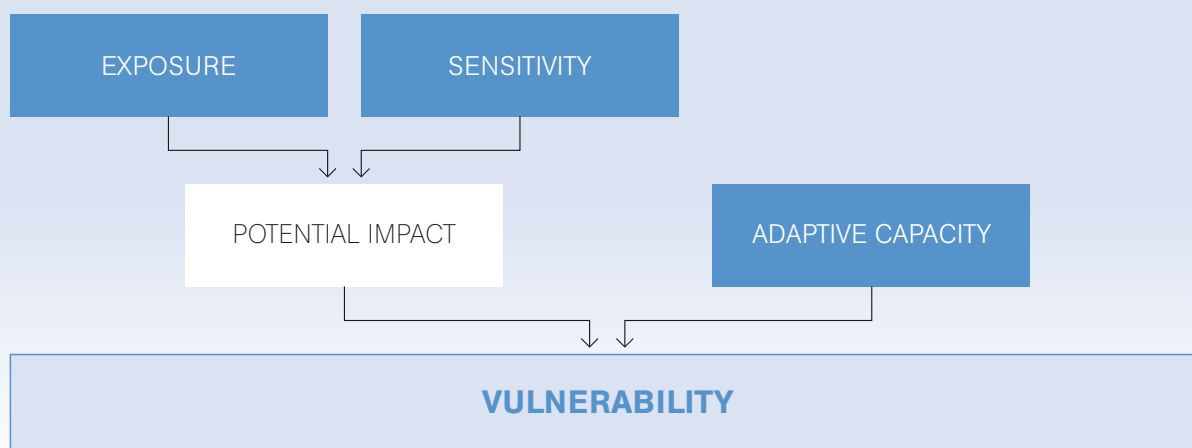 EXPOSURE
SENSITIVITY
POTENTIAL IMPACT
ADAPTIVE CAPACITY
VULNERABILITY